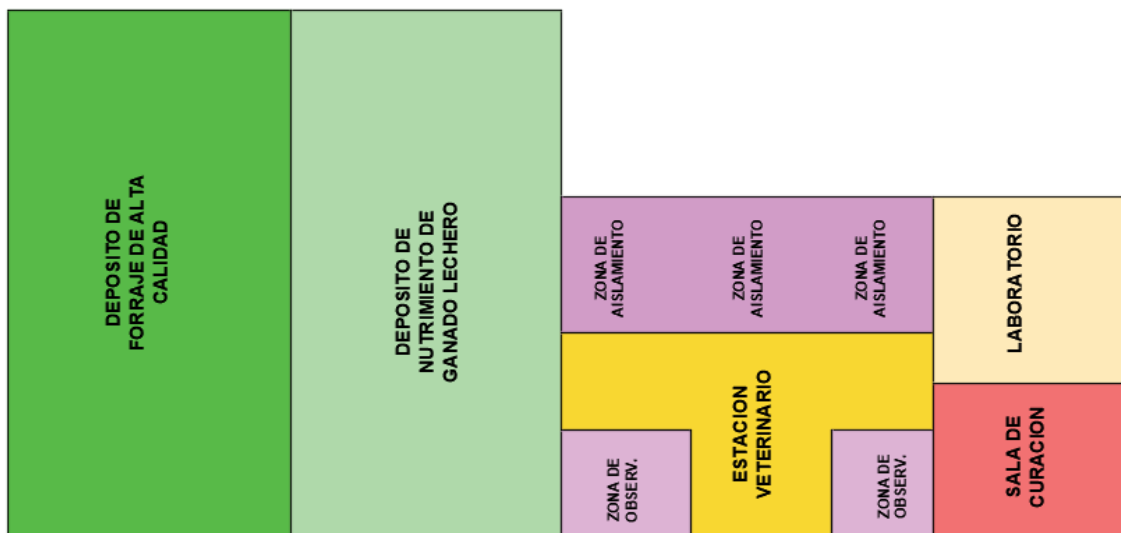 DEPOSITO DE
FORRAJE DE ALTA
CALIDAD
DEPOSITO DE
NUTRIMIENTO DE
GANADO LECHERO
ZONA DE
AISLAMIENTO
ZONA DE
AISLAMIENTO
ZONA DE
AISLAMIENTO
LABORATORIO
ESTACION
VETERINARIO
ZONA DE
OBSERV.
ZONA DE
OBSERV.
SALA DE
CURACION